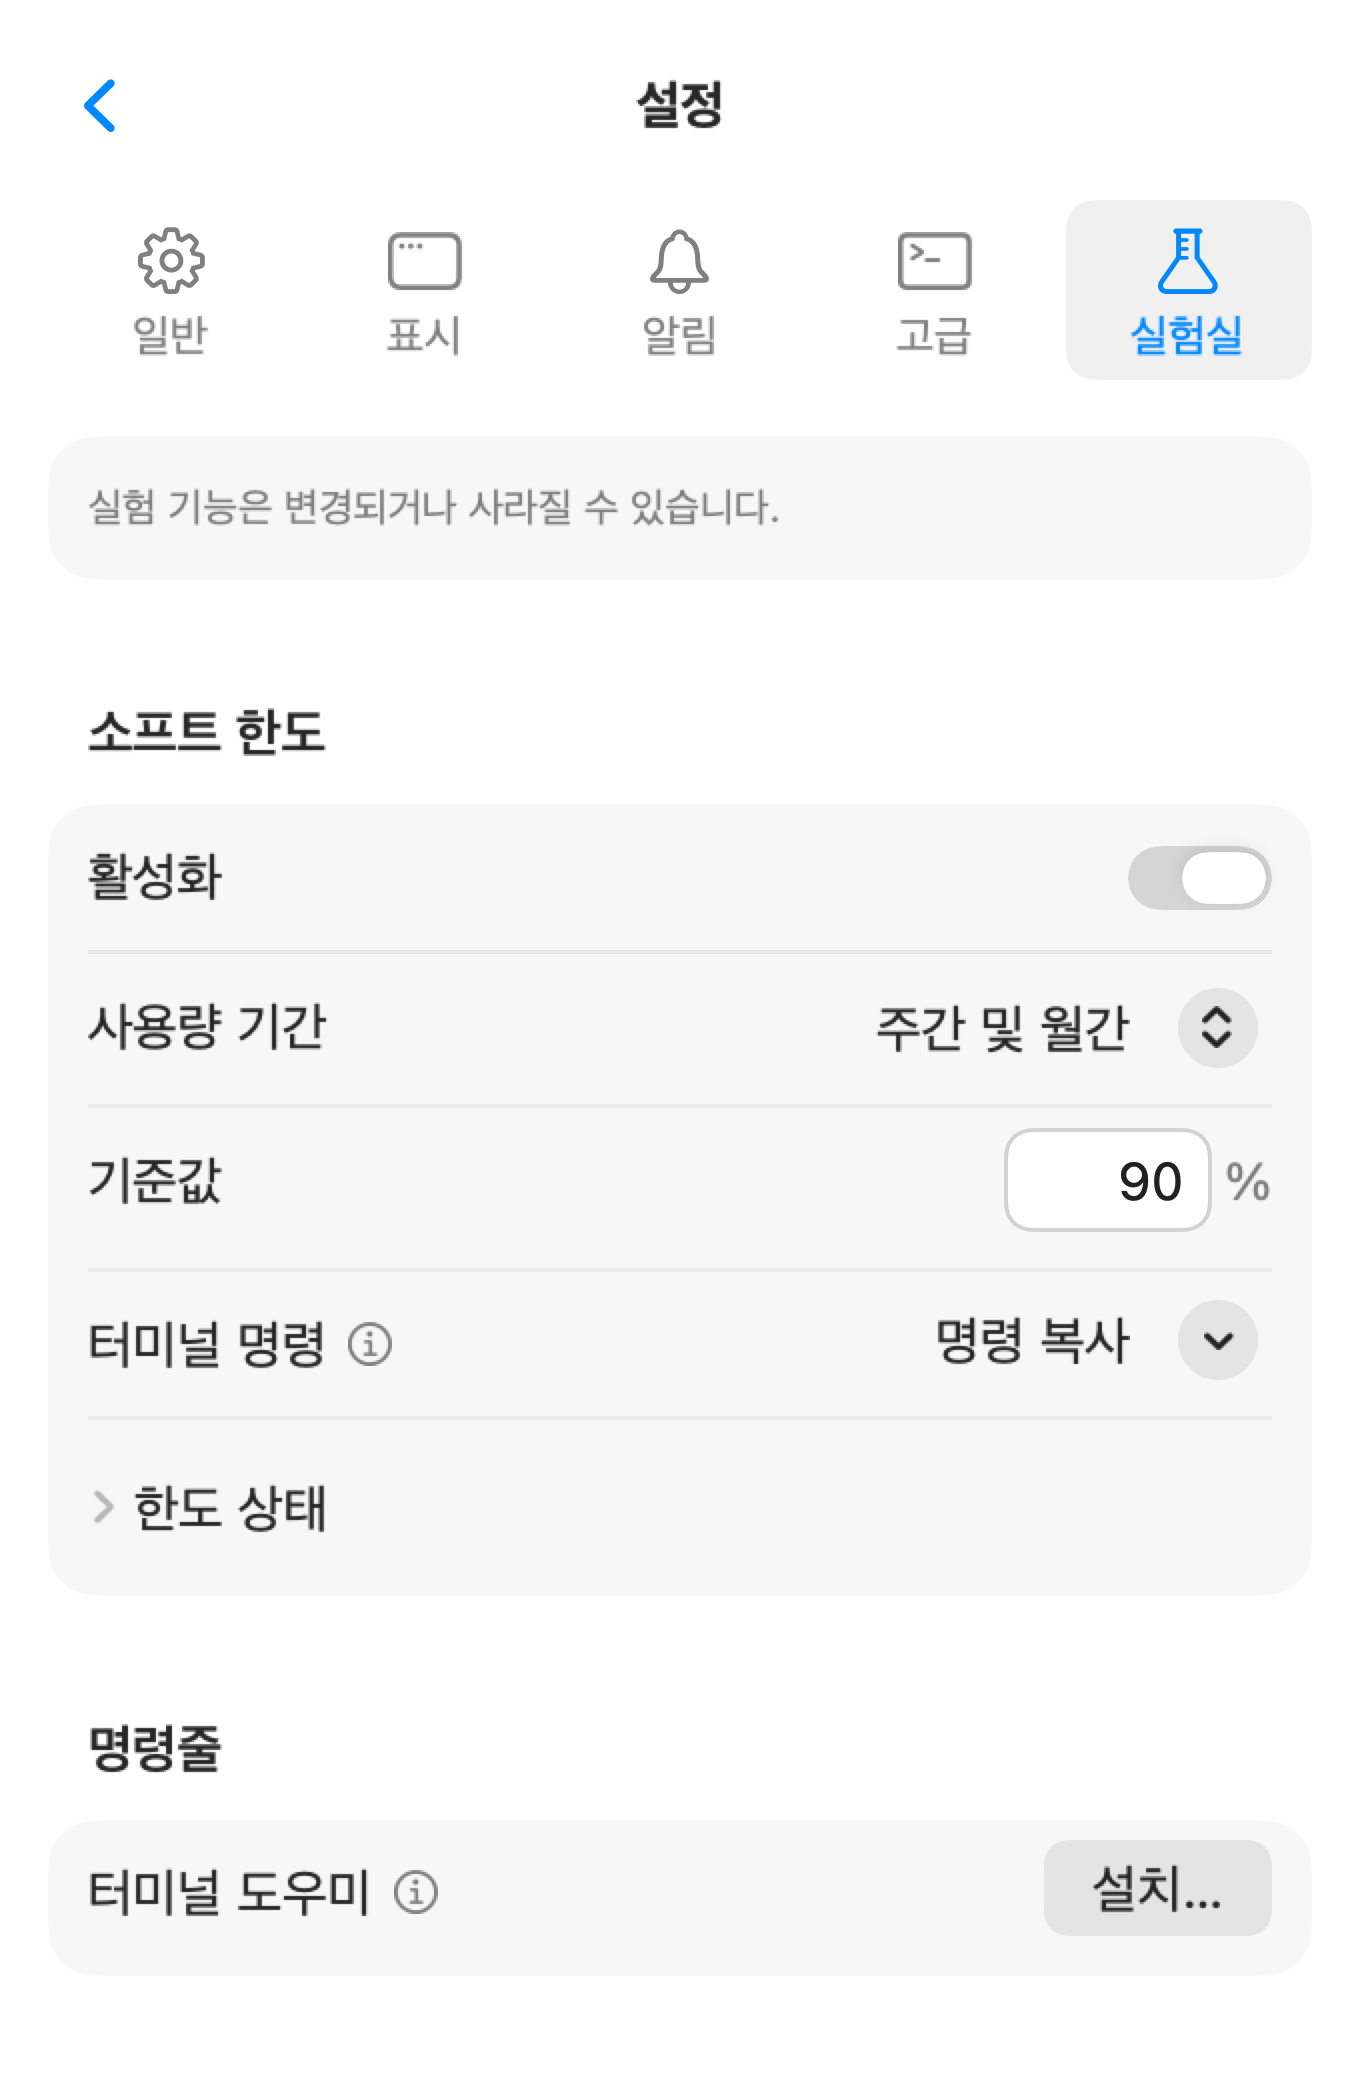 설정
일반
표시
알림
고급
실험실
실험 기능은 변경되거나 사라질 수 있습니다.
소프트 한도
활성화
사용량 기간
주간 및 월간
기준값
90 %
터미널 명령
명령 복사
한도 상태
명령줄
터미널 도우미
설치...